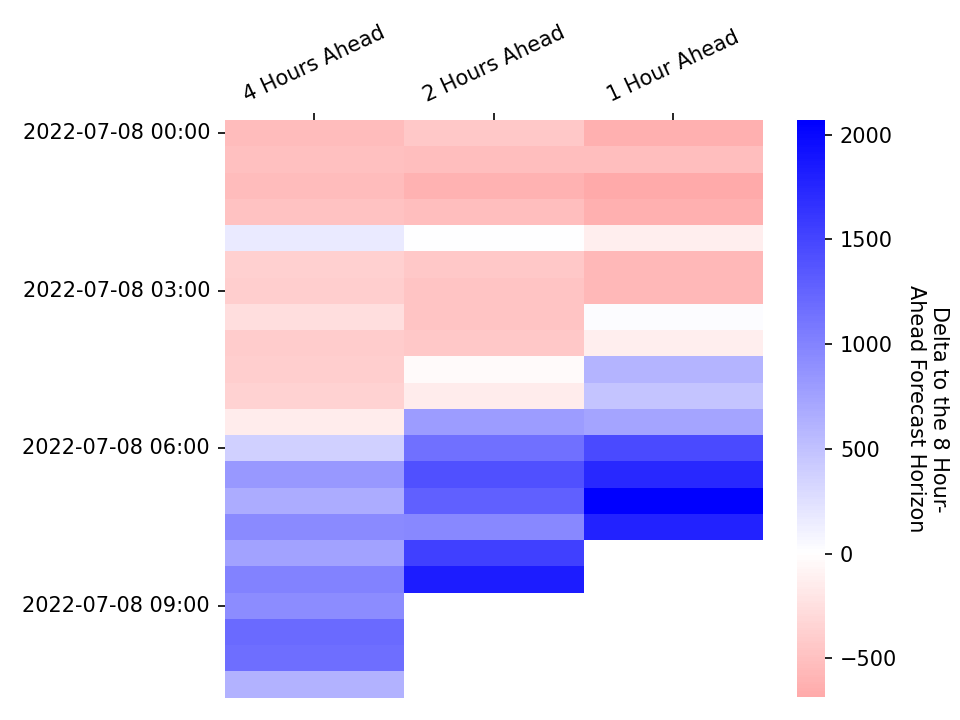 4 Hours Ahead
2 Hours Ahead
1 Hour Ahead
2022-07-08 00:00
2022-07-08 03:00
2022-07-08 06:00
2022-07-08 09:00
2000
1500
1000
500
0
−500
Delta to the 8 Hour-
Ahead Forecast Horizon